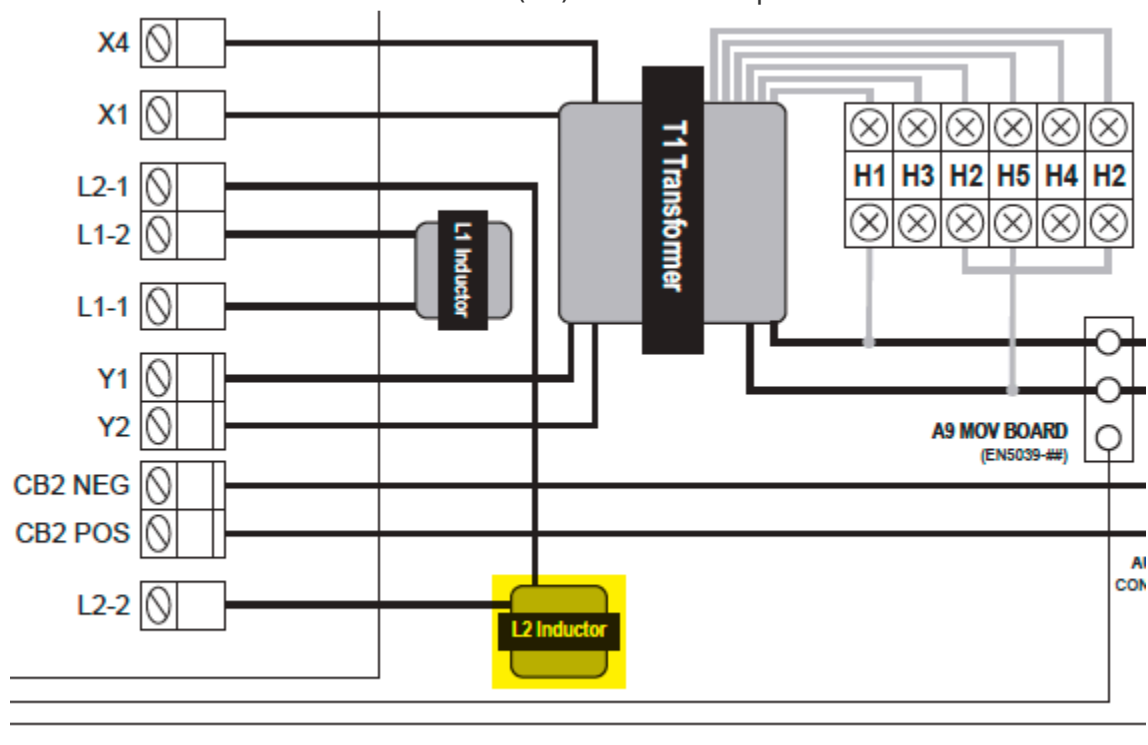 X4
X1
L2-1
L1-2
L1-1
Y1
Y2
CB2 NEG
CB2 POS
L2-2
L1 Inductor
T1 Transformer
H1 H3 H2 H5 H4 H2
A9 MOV BOARD
(EN5039-##)
L2 Inductor